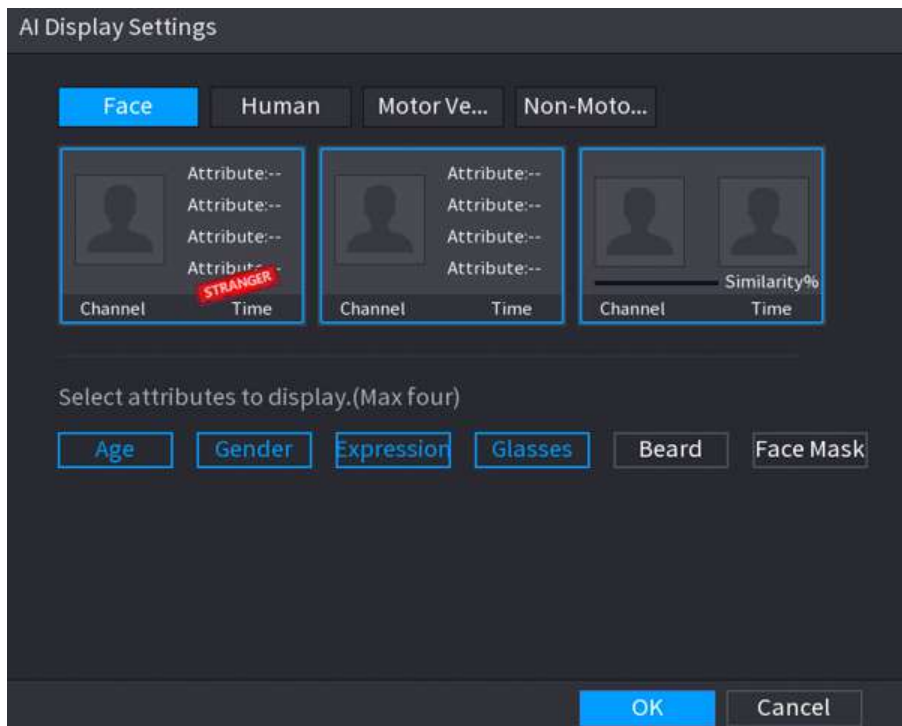 AI Display Settings
Face Human Motor Ve... Non-Moto...
Attribute:-- Attribute:--
Attribute:-- Attribute:--
Attribute:-- Attribute:--
Attribute:-- Attribute:--
STRANGER Similarity%
Channel Time Channel Time Channel Time
Select attributes to display.(Max four)
Age Gender Expression Glasses Beard Face Mask
OK Cancel